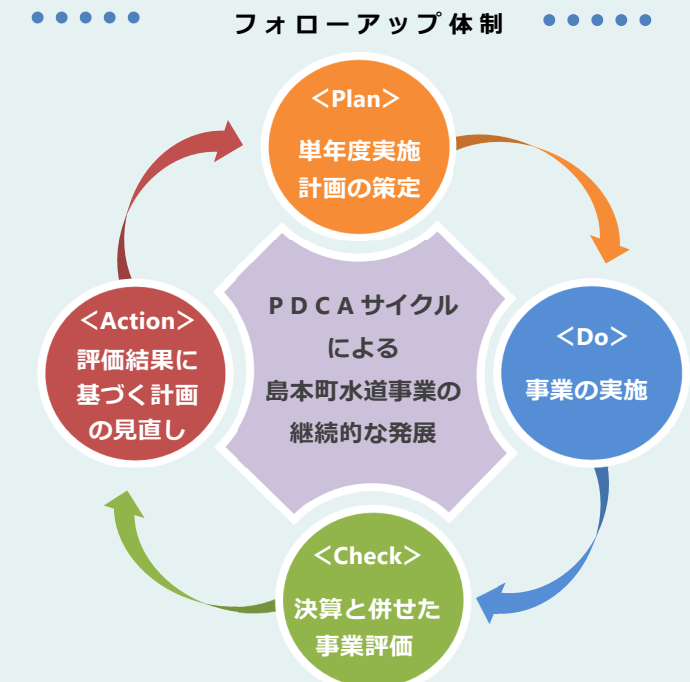 フォローアップ体制
＜Plan＞
単年度実施
計画の策定
＜Do＞
事業の実施
＜Check＞
決算と併せた
事業評価
＜Action＞
評価結果に
基づく計画
の見直し
ＰＤＣＡサイクル
による
島本町水道事業の
継続的な発展